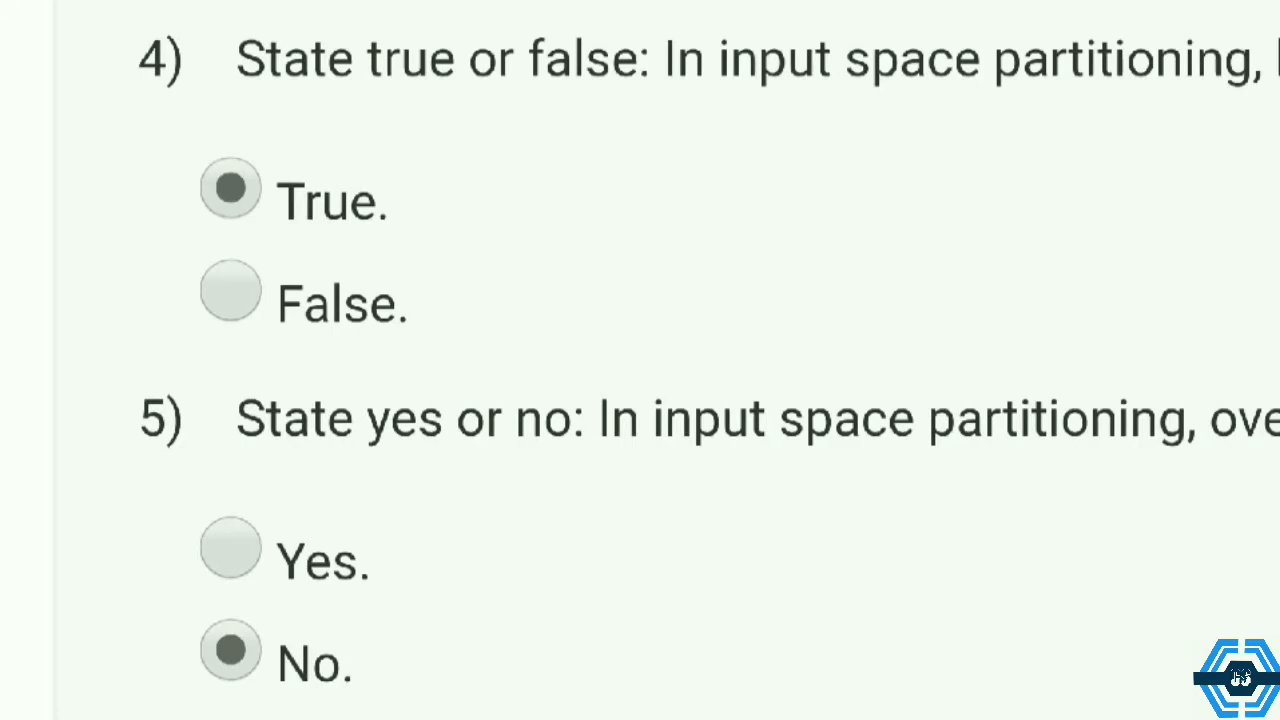 4) State true or false: In input space partitioning,
True.
False.
5) State yes or no: In input space partitioning,
Yes.
No.